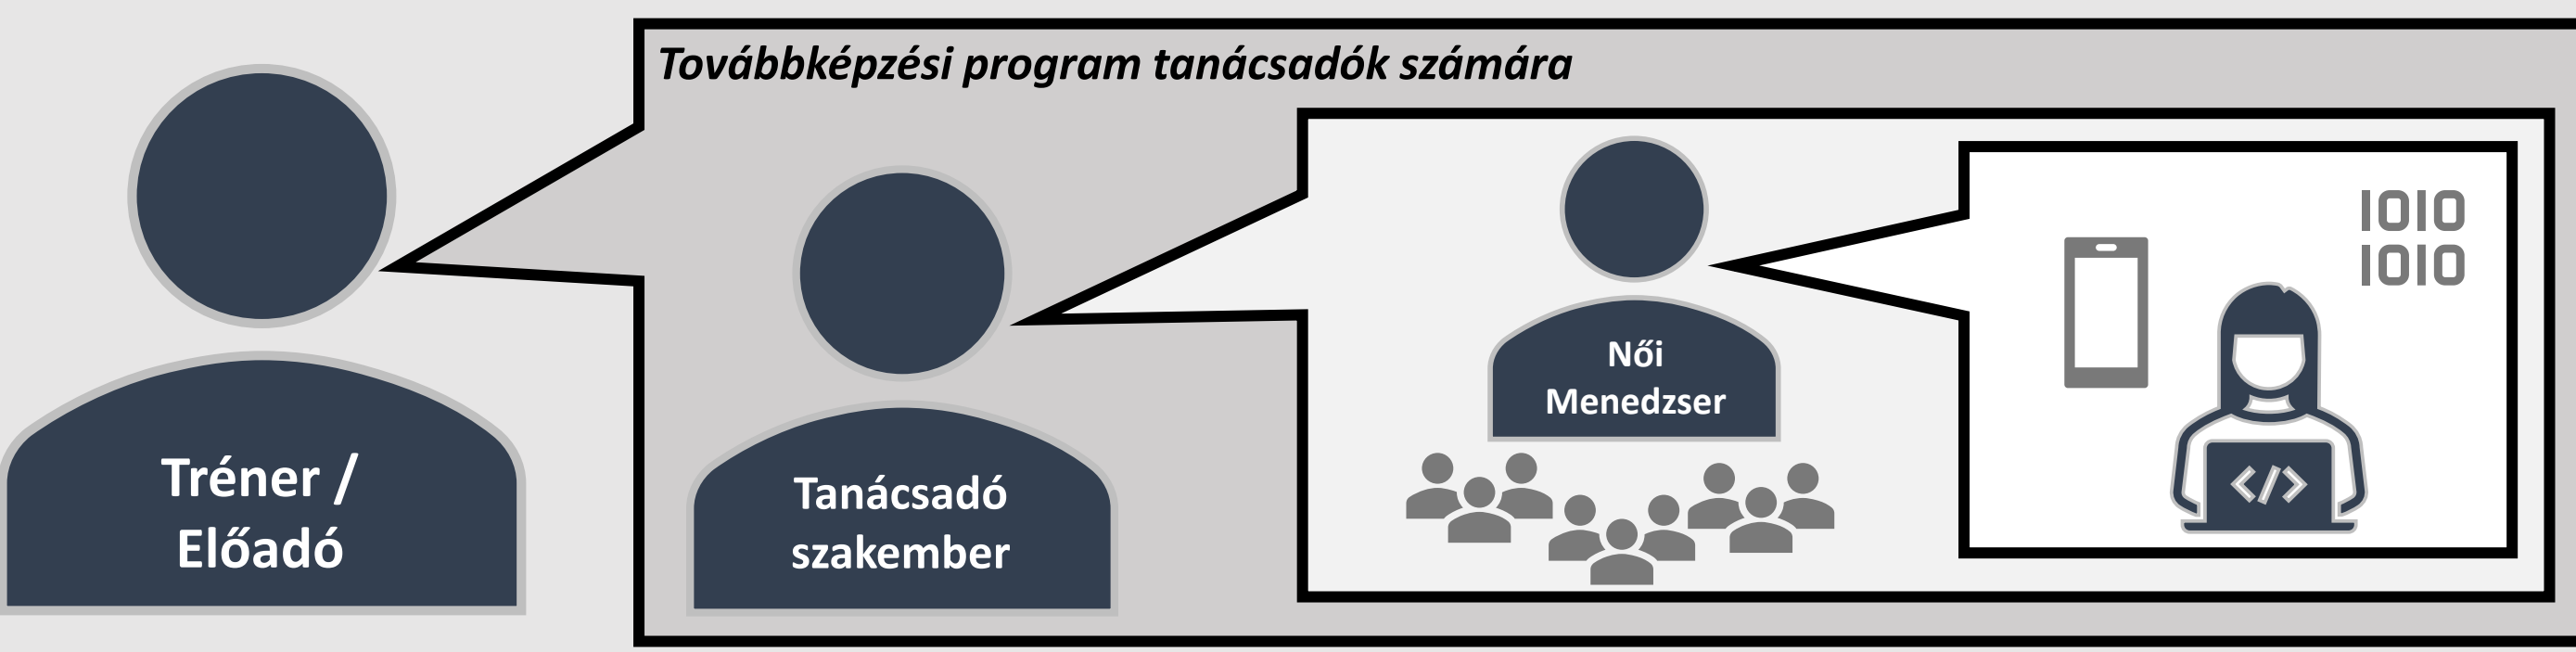 Továbbképzési program tanácsadók számára
Tréner /
Előadó
Tanácsadó
szakember
Női
Menedzser
1010
1010
</>